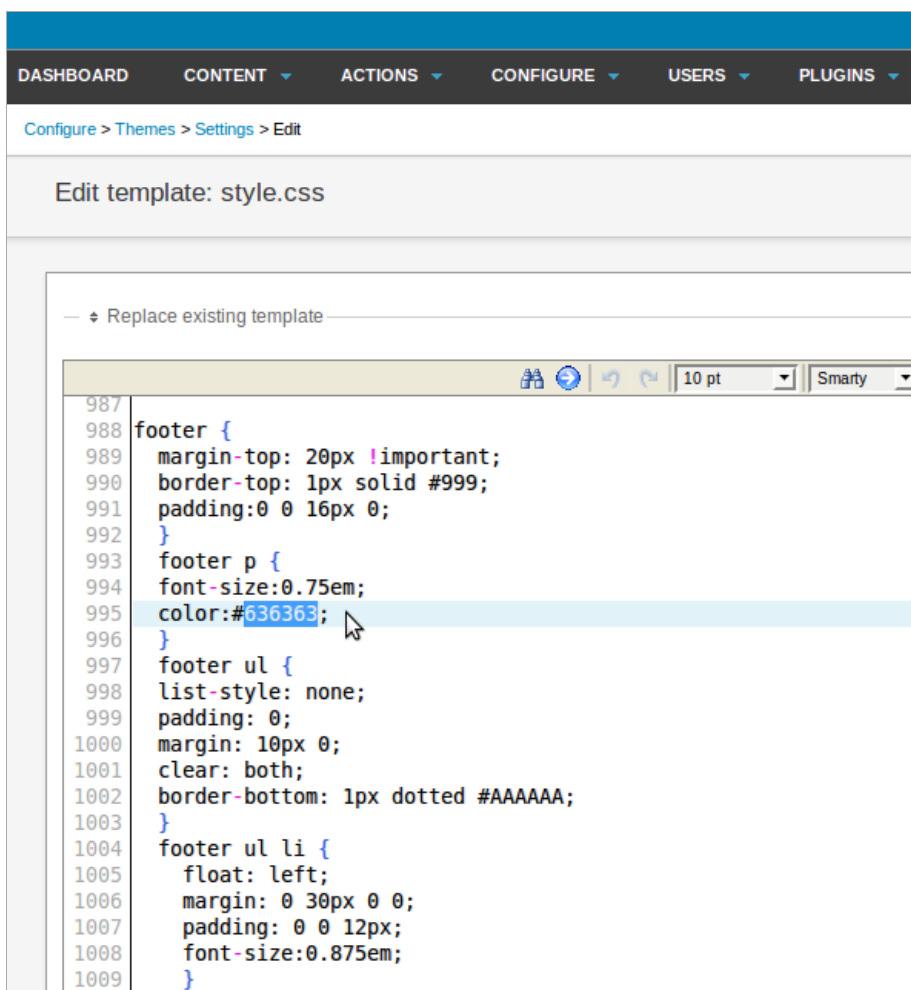 DASHBOARD CONTENT ACTIONS CONFIGURE USERS PLUGINS
Configure > Themes > Settings > Edit
Edit template: style.css
Replace existing template
10 pt Smarty
987
988 footer {
989 margin-top: 20px !important;
990 border-top: 1px solid #999;
991 padding:0 0 16px 0;
992 }
993 footer p {
994 font-size:0.75em;
995 color:#636363;
996 }
997 footer ul {
998 list-style: none;
999 padding: 0;
1000 margin: 10px 0;
1001 clear: both;
1002 border-bottom: 1px dotted #AAAAAA;
1003 }
1004 footer ul li {
1005 float: left;
1006 margin: 0 30px 0 0;
1007 padding: 0 0 12px;
1008 font-size:0.875em;
1009 }